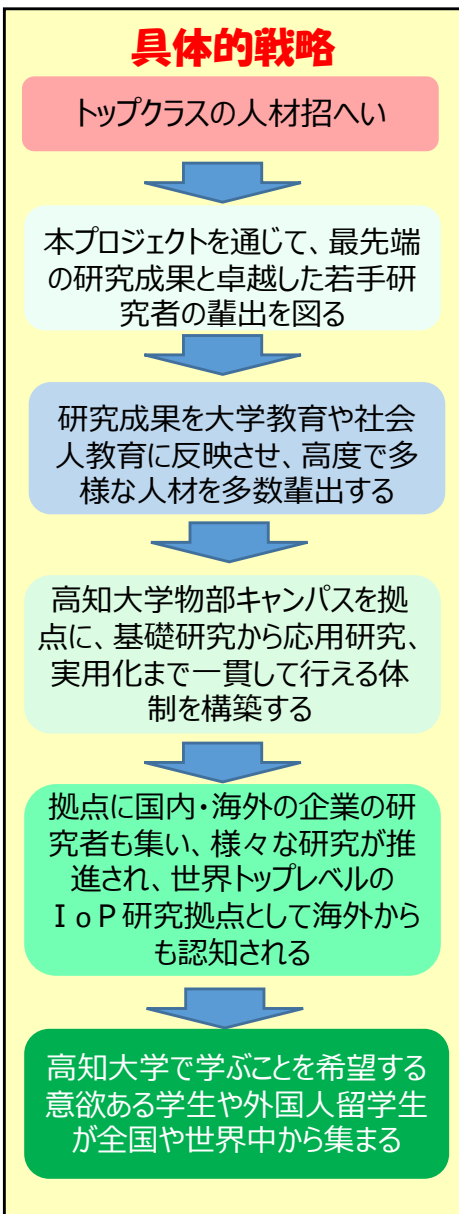 具体的戦略
トップクラスの人材招へい
本プロジェクトを通じて、最先端
の研究成果と卓越した若手研
究者の輩出を図る
研究成果を大学教育や社会
人教育に反映させ、高度で多
様な人材を多数輩出する
高知大学物部キャンパスを拠
点に、基礎研究から応用研究、
実用化まで一貫して行える体
制を構築する
拠点に国内・海外の企業の研
究者も集い、様々な研究が推
進され、世界トップレベルの
ＩｏＰ研究拠点として海外から
も認知される
高知大学で学ぶことを希望する
意欲ある学生や外国人留学生
が全国や世界中から集まる